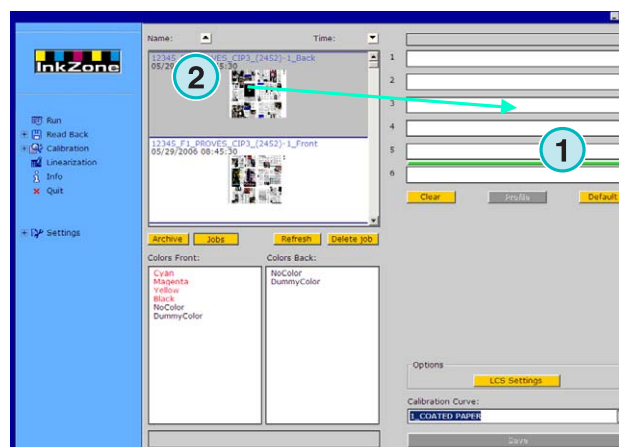 InkZone
Run
Read Back
Calibration
Linearization
Info
Quit
Settings
Name:
Time:
12345_F1_PROVES_CIP3_(2452)-1_Back
05/29/2006 08:45:30
2
12345_F1_PROVES_CIP3_(2452)-1_Front
05/29/2006 08:45:30
Archive
Jobs
Refresh
Delete job
Colors Front:
Colors Back:
Cyan
Magenta
Yellow
Black
NoColor
DummyColor
NoColor
DummyColor
1
2
3
4
5
6
1
Clear
Profile
Default
Options
LCS Settings
Calibration Curve:
1_COATED PAPER
Save